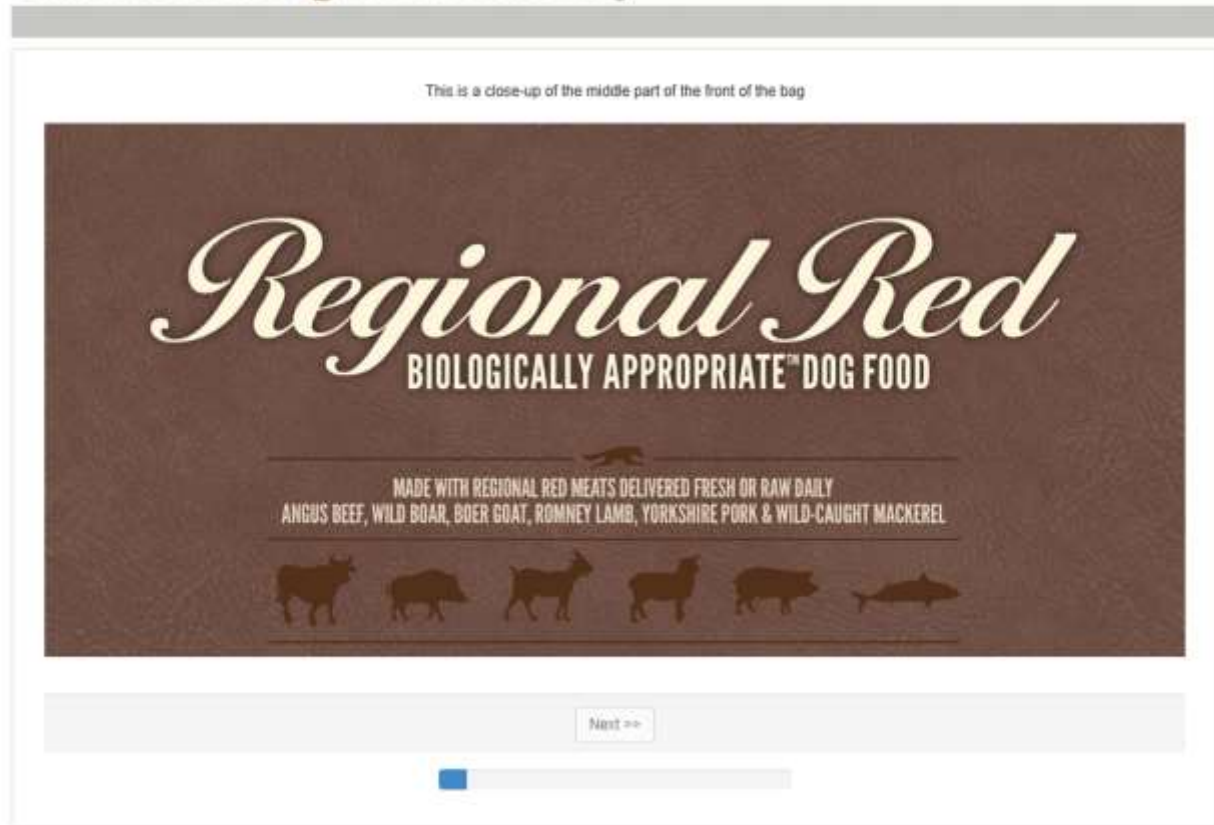 This is a close-up of the middle part of the front of the bag
Regional Red
BIOLOGICALLY APPROPRIATE™ DOG FOOD
MADE WITH REGIONAL RED MEATS DELIVERED FRESH OR RAW DAILY
ANGUS BEEF, WILD BOAR, BOER GOAT, ROMNEY LAMB, YORKSHIRE PORK & WILD-CAUGHT MACKEREL
Next >>